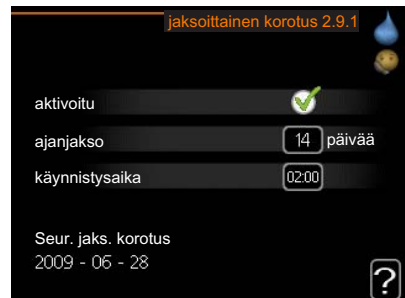 jaksoittainen korotus 2.9.1
aktivoitu
ajanjakso 14 päivää
käynnistysaika 02:00
Seur. jaks. korotus
2009 - 06 - 28
?